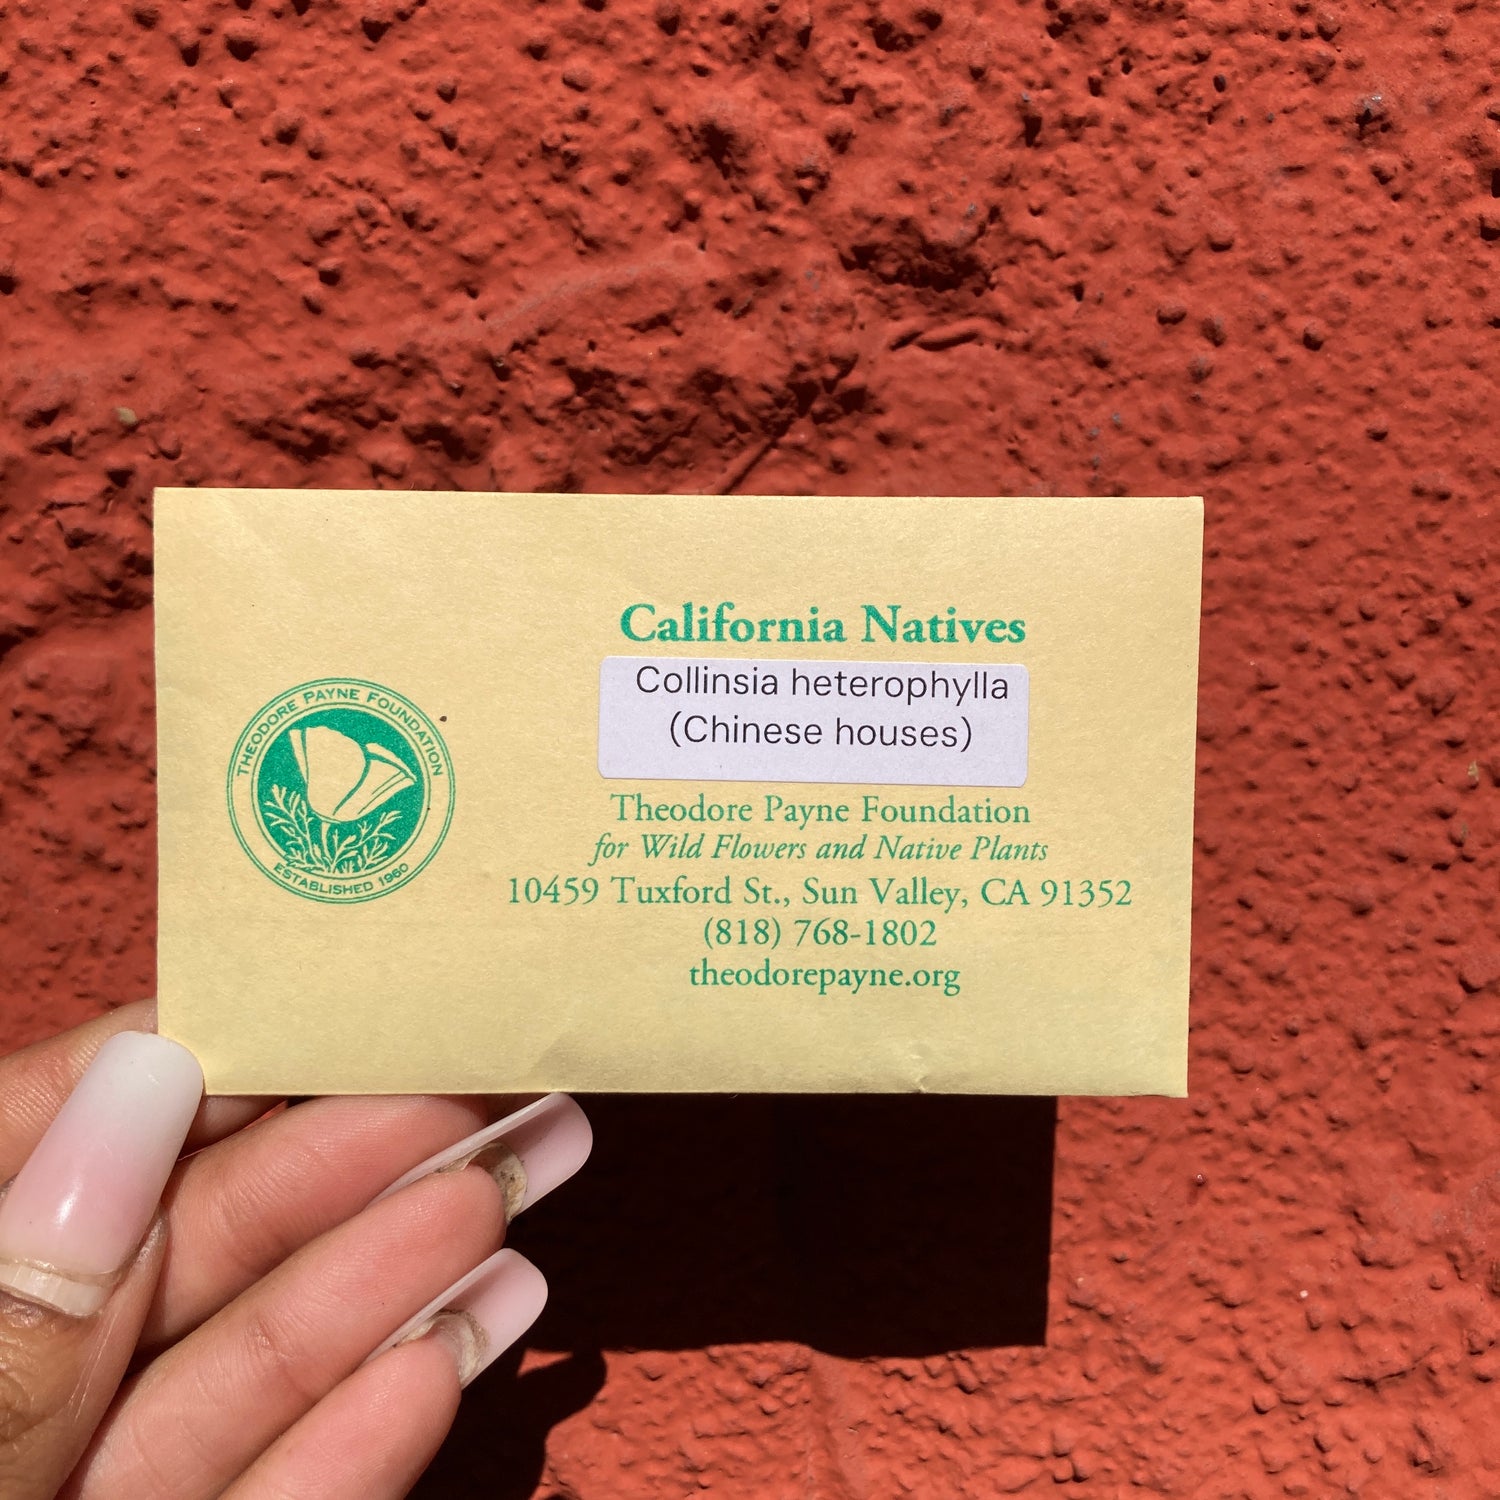 California Natives
Collinsia heterophylla
(Chinese houses)
THEODORE PAYNE FOUNDATION
ESTABLISHED 1960
Theodore Payne Foundation
for Wild Flowers and Native Plants
10459 Tuxford St., Sun Valley, CA 91352
(818) 768-1802
theodorepayne.org